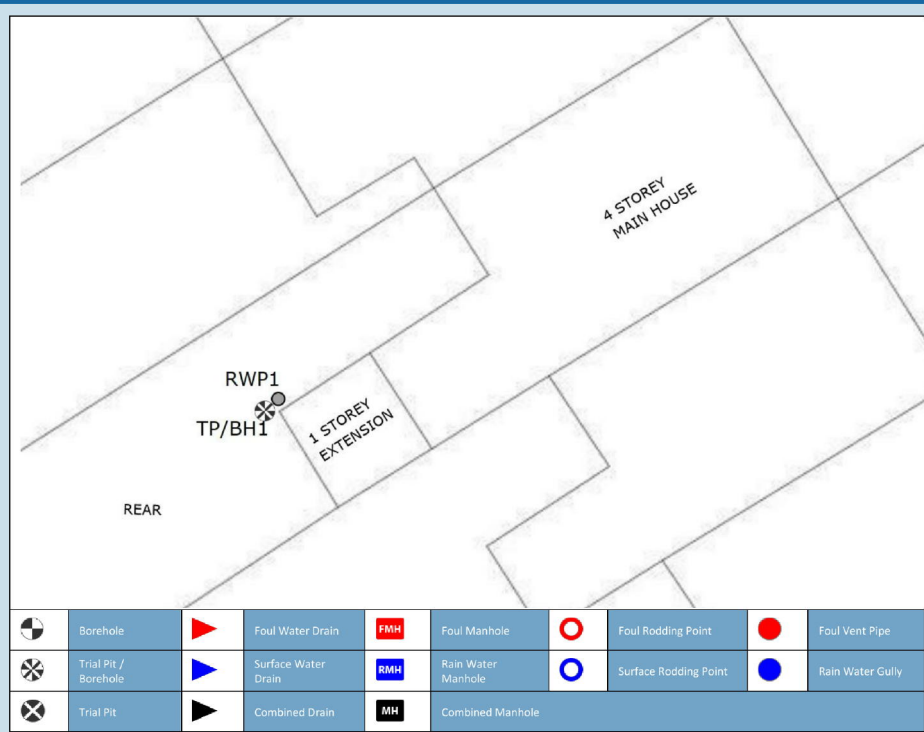 4 STOREY
MAIN HOUSE
RWP1
TP/BH1
1 STOREY
EXTENSION
REAR
Borehole
Foul Water Drain
FMH
Foul Manhole
Foul Rodding Point
Foul Vent Pipe
Trial Pit /
Borehole
Surface Water
Drain
RMH
Rain Water
Manhole
Surface Rodding Point
Rain Water Gully
Trial Pit
Combined Drain
MH
Combined Manhole